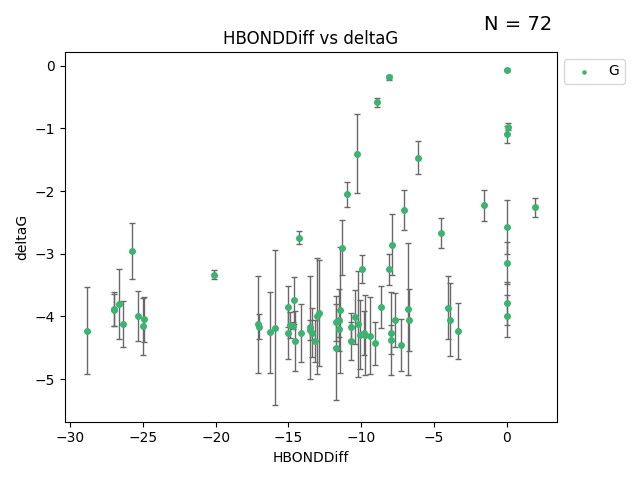 N = 72
HBONDDiff vs deltaG
G
deltaG
0
−1
−2
−3
−4
−5
−30
−25
−20
−15
−10
−5
0
HBONDDiff